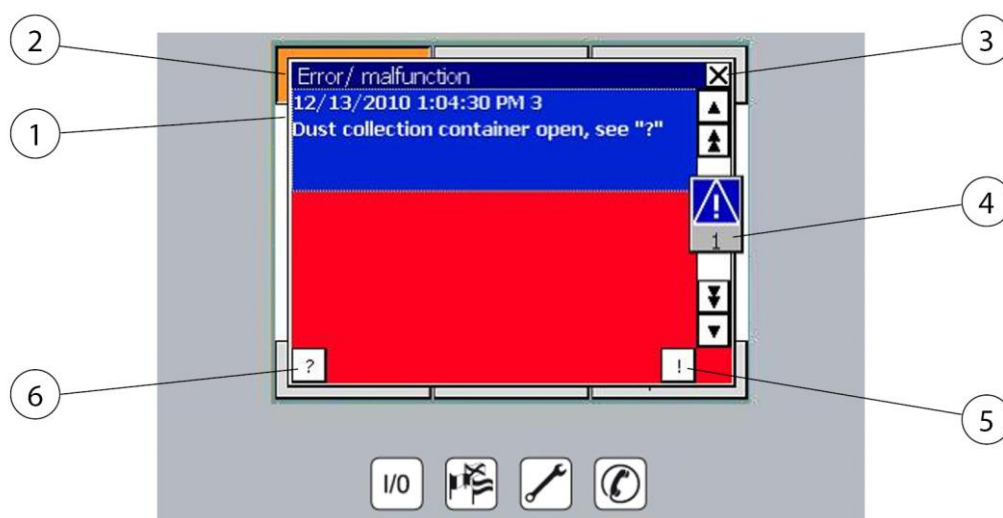 2
3
Error/ malfunction
12/13/2010 1:04:30 PM 3
1
Dust collection container open, see "?"
!
4
1
6
?
!
5
I/0